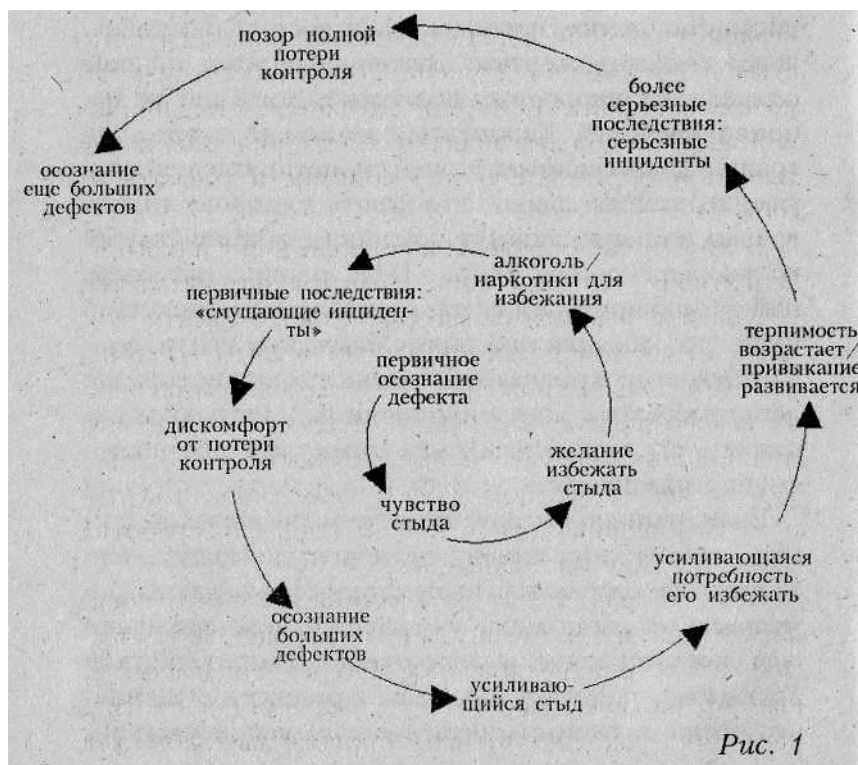 позор полной
потери
контроля
более
серьезные
последствия:
серьезные
инциденты
осознание
еще больших
дефектов
алкоголь/
наркотики для
избежания
первичные последствия:
«смущающие инциден-
ты»
терпимость
возрастает/
привыкание
развивается
первичное
осознание
дефекта
дискомфорт
от потери
контроля
желание
избежать
стыда
чувство
стыда
усиливающаяся
потребность
его избежать
осознание
больших
дефектов
усиливаю-
щийся стыд
Рис. 1